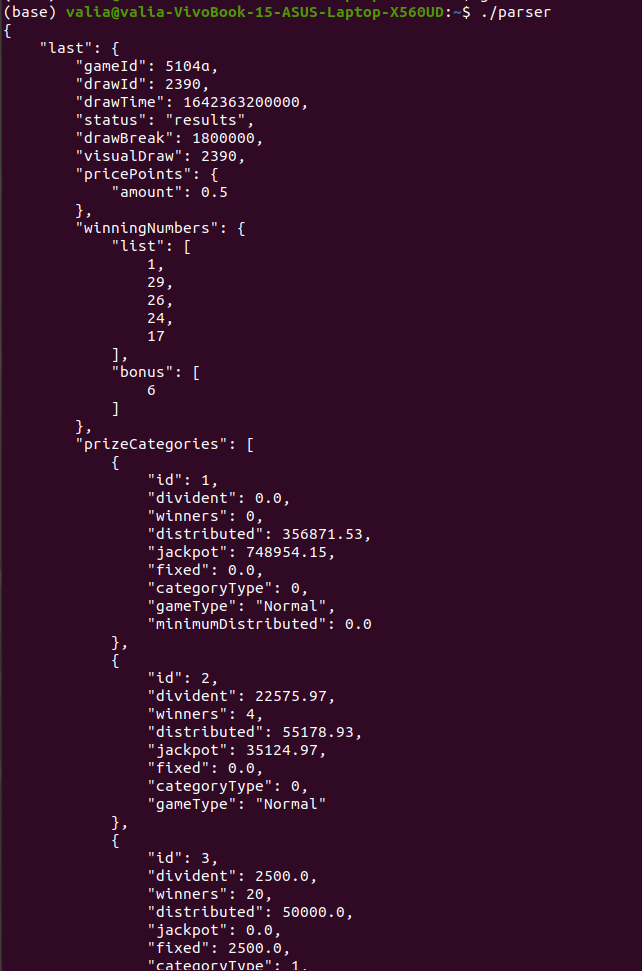 (base) valia@valia-VivoBook-15-ASUS-Laptop-X560UD:~$ ./parser
{
    "last": {
        "gameId": 5104a,
        "drawId": 2390,
        "drawTime": 1642363200000,
        "status": "results",
        "drawBreak": 1800000,
        "visualDraw": 2390,
        "pricePoints": {
            "amount": 0.5
        },
        "winningNumbers": {
            "list": [
                1,
                29,
                26,
                24,
                17
            ],
            "bonus": [
                6
            ]
        },
        "prizeCategories": [
            {
                "id": 1,
                "divident": 0.0,
                "winners": 0,
                "distributed": 356871.53,
                "jackpot": 748954.15,
                "fixed": 0.0,
                "categoryType": 0,
                "gameType": "Normal",
                "minimumDistributed": 0.0
            },
            {
                "id": 2,
                "divident": 22575.97,
                "winners": 4,
                "distributed": 55178.93,
                "jackpot": 35124.97,
                "fixed": 0.0,
                "categoryType": 0,
                "gameType": "Normal"
            },
            {
                "id": 3,
                "divident": 2500.0,
                "winners": 20,
                "distributed": 50000.0,
                "jackpot": 0.0,
                "fixed": 2500.0,
                "categoryType": 1,